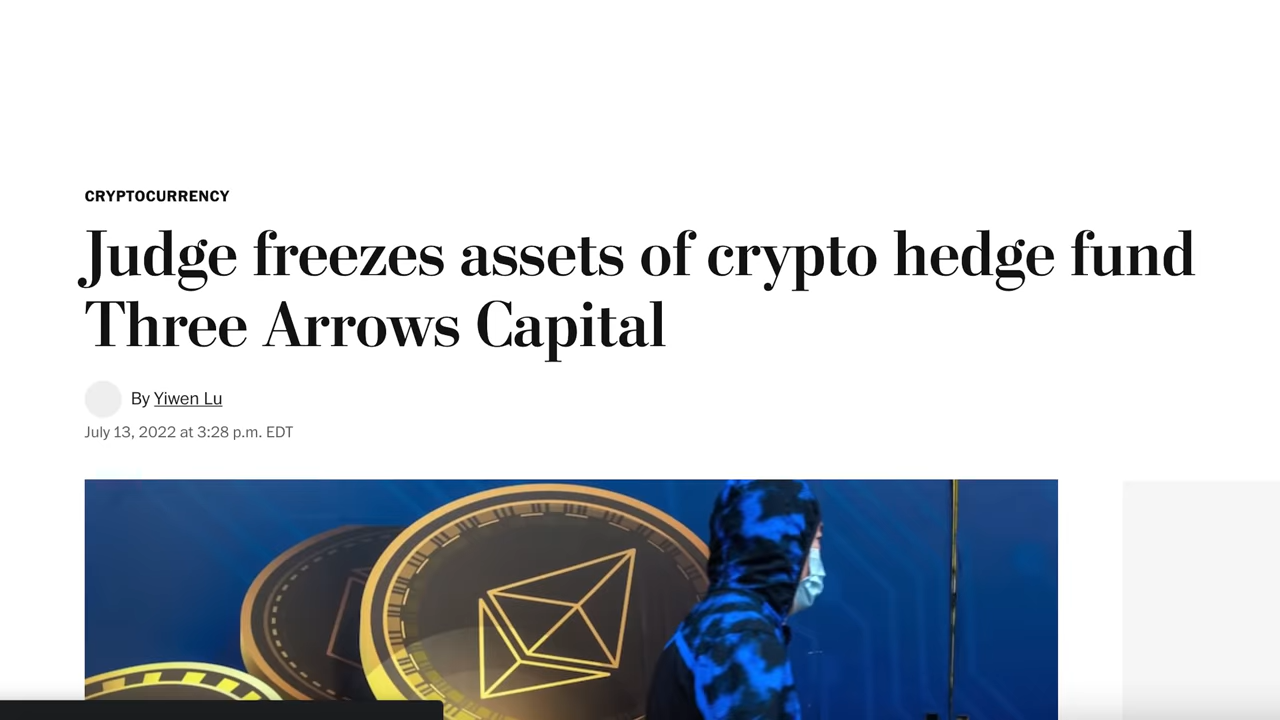 CRYPTOCURRENCY
Judge freezes assets of crypto hedge fund
Three Arrows Capital
By Yiwen Lu
July 13, 2022 at 3:28 p.m. EDT